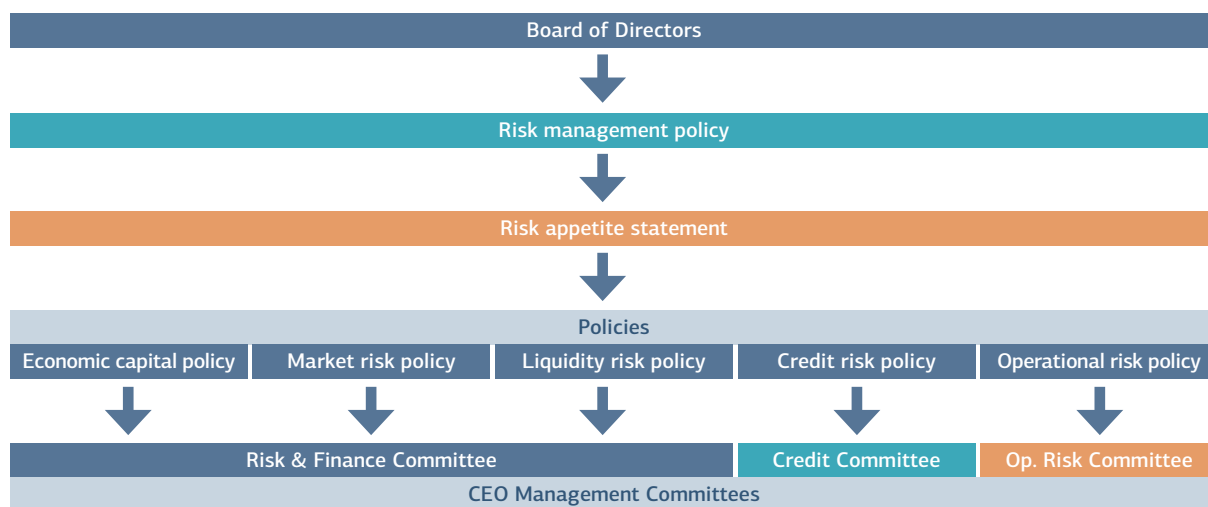 Board of Directors
Risk management policy
Risk appetite statement
Policies
Economic capital policy
Market risk policy
Liquidity risk policy
Credit risk policy
Operational risk policy
Risk & Finance Committee
Credit Committee
Op. Risk Committee
CEO Management Committees